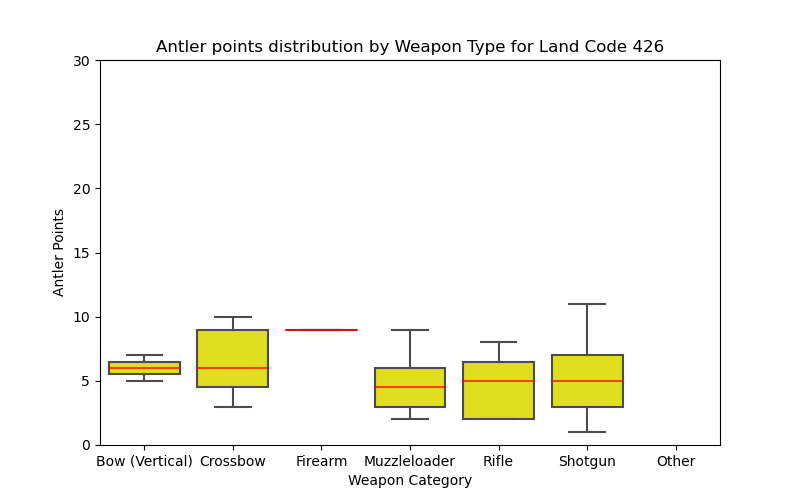 Antler points distribution by Weapon Type for Land Code 426
30
25
20
15
10
5
0
Antler Points
Bow (Vertical) Crossbow Firearm Muzzleloader Rifle Shotgun Other
Weapon Category